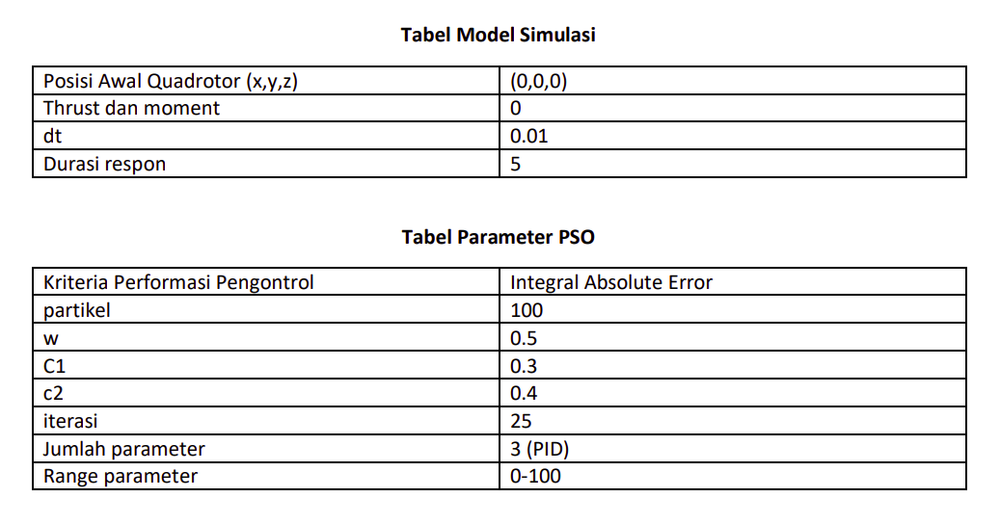 Tabel Model Simulasi
Posisi Awal Quadrotor (x,y,z) (0,0,0)
Thrust dan moment 0
dt 0.01
Durasi respon 5
Tabel Parameter PSO
Kriteria Performasi Pengontrol Integral Absolute Error
partikel 100
w 0.5
C1 0.3
c2 0.4
iterasi 25
Jumlah parameter 3 (PID)
Range parameter 0-100